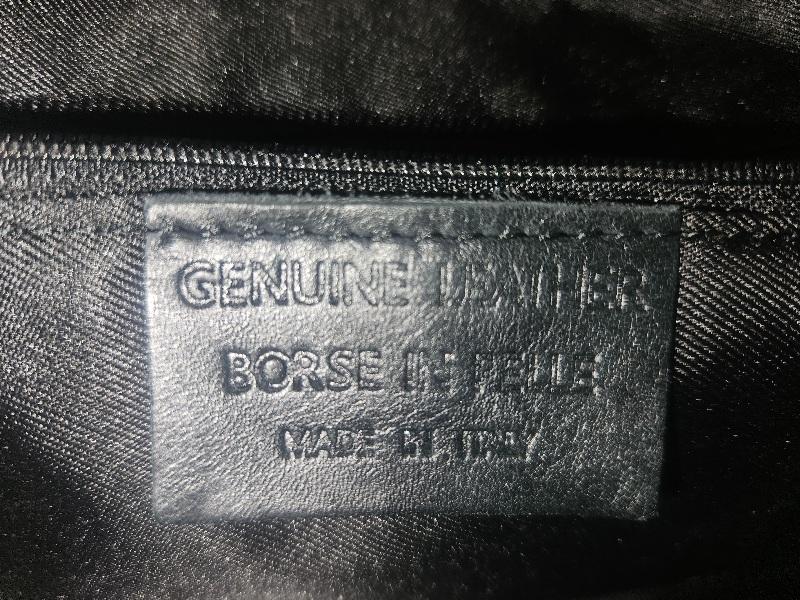 GENUINE LEATHER
BORSE IN PELLE
MADE IN ITALY